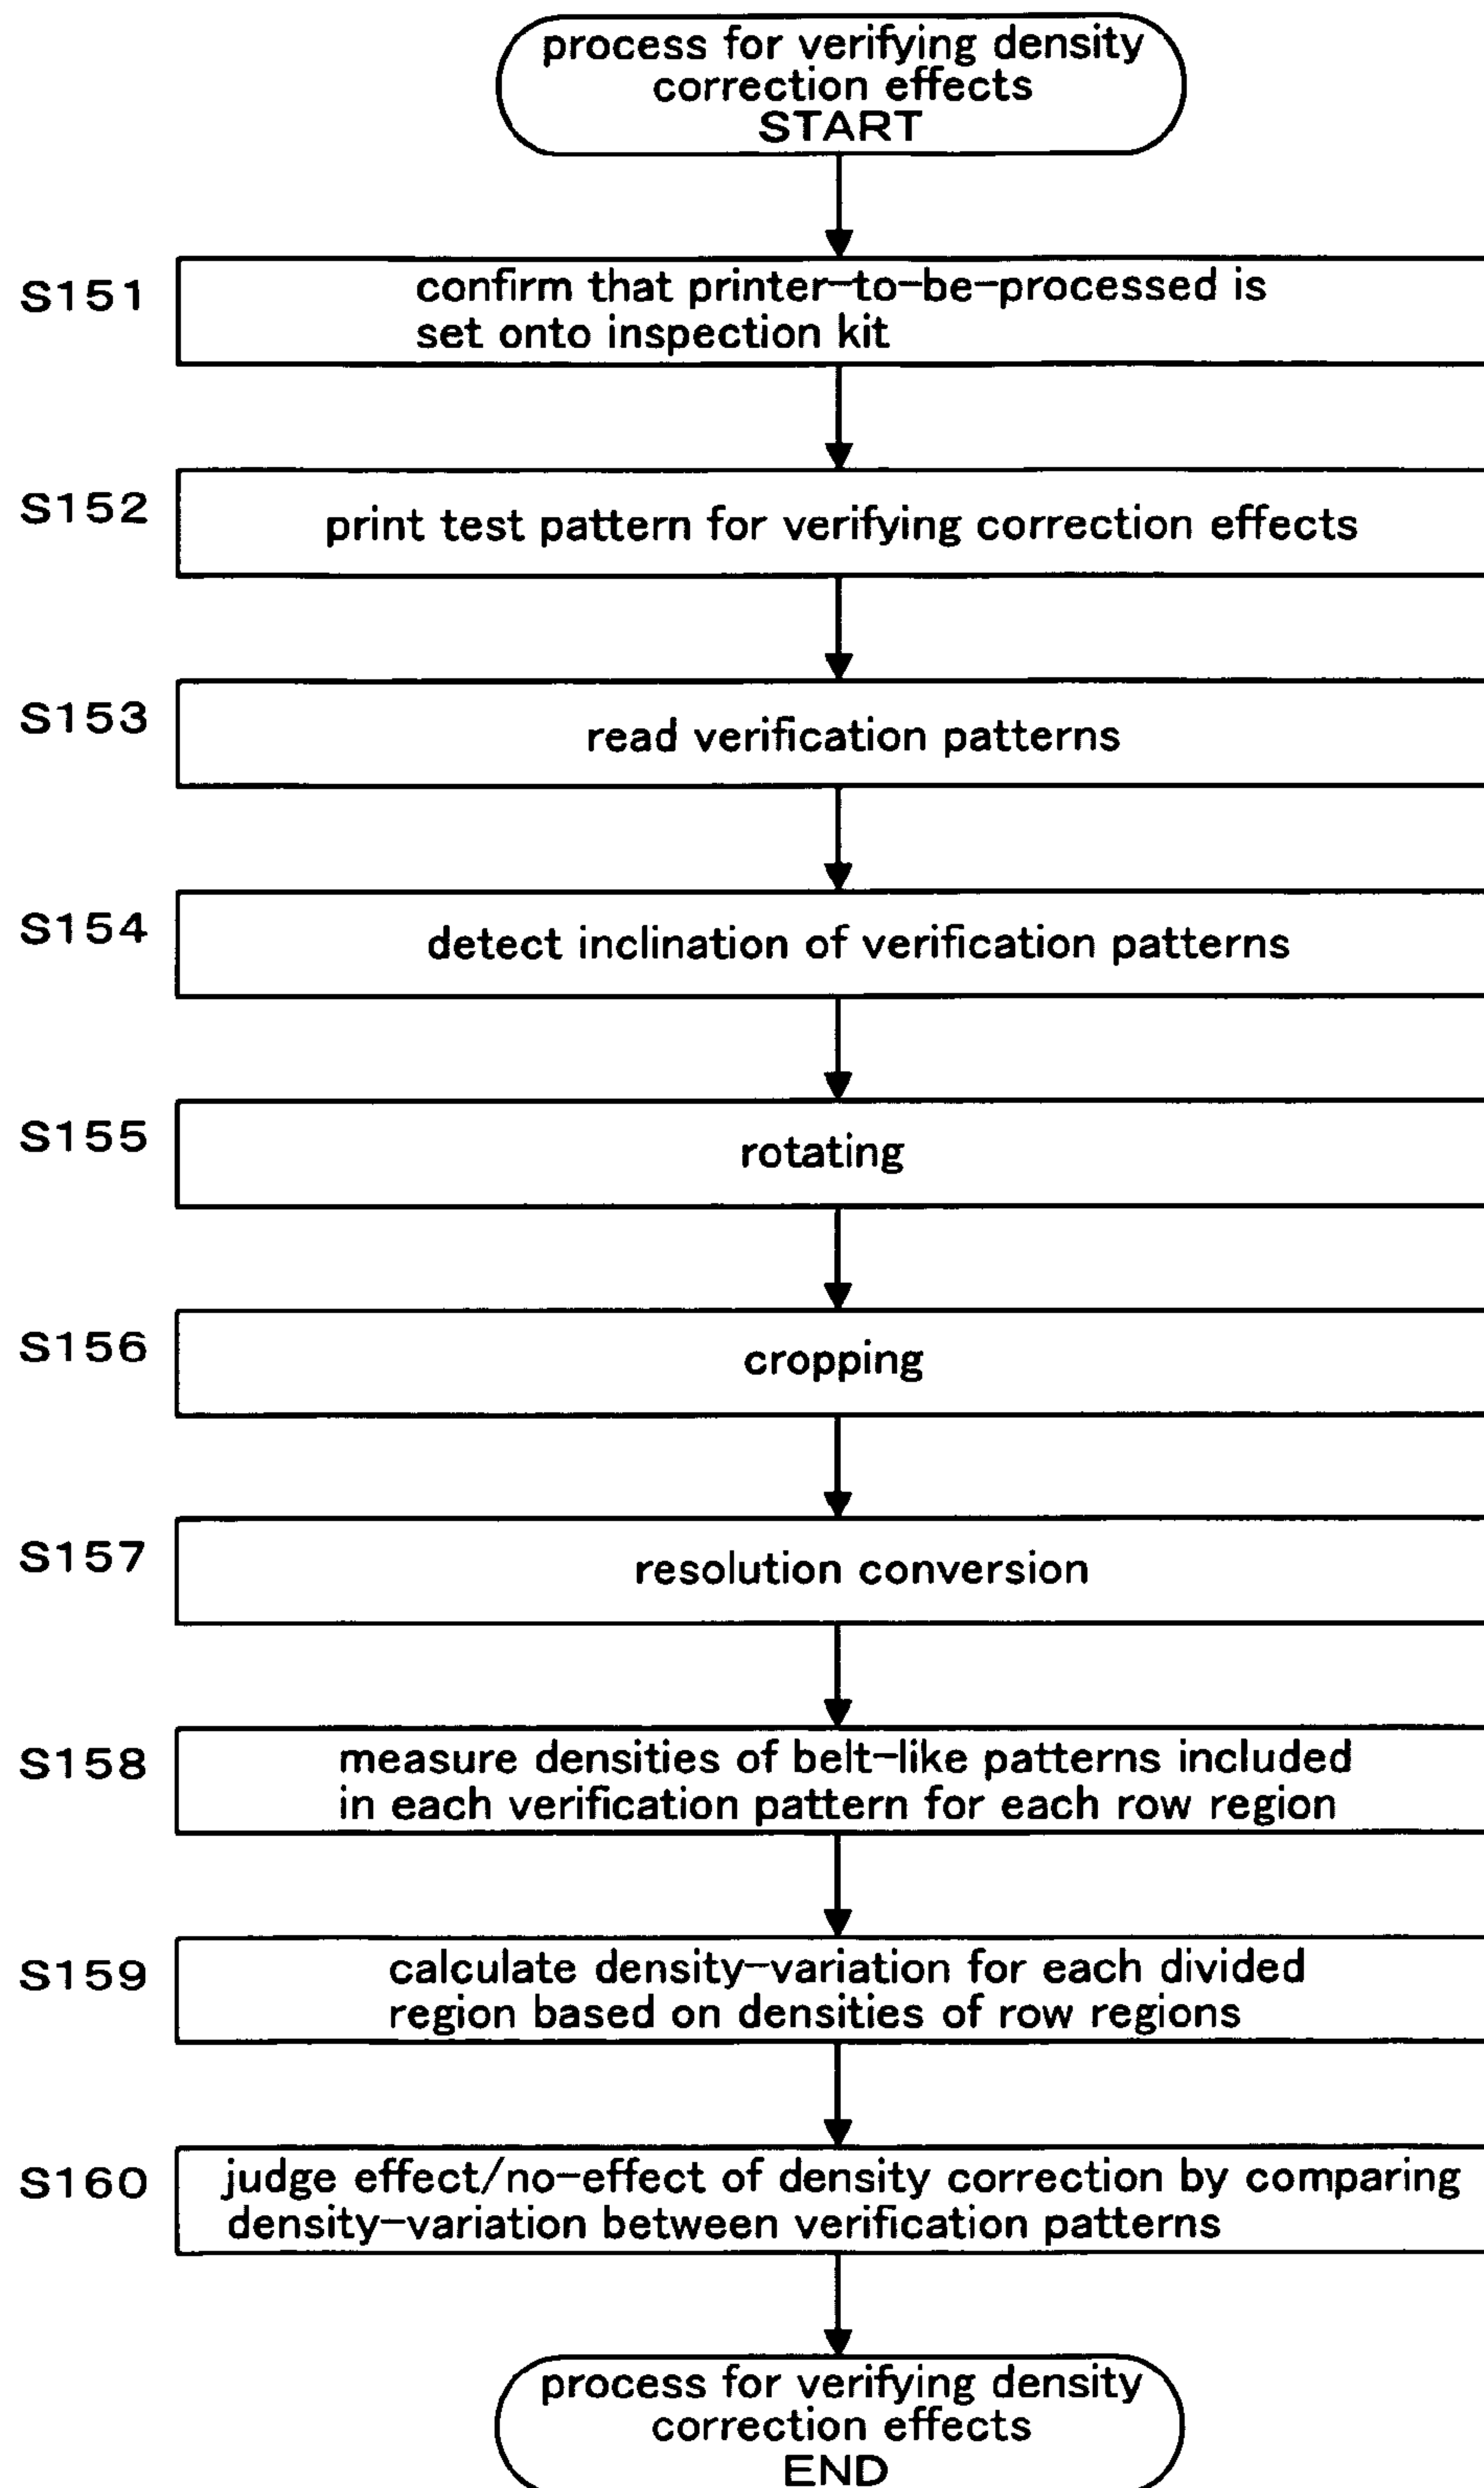 process for verifying density
correction effects
START
S151
confirm that printer-to-be-processed is
set onto inspection kit
S152
print test pattern for verifying correction effects
S153
read verification patterns
S154
detect inclination of verification patterns
S155
rotating
S156
cropping
S157
resolution conversion
S158
measure densities of belt-like patterns included
in each verification pattern for each row region
S159
calculate density-variation for each divided
region based on densities of row regions
S160
judge effect/no-effect of density correction by comparing
density-variation between verification patterns
process for verifying density
correction effects
END